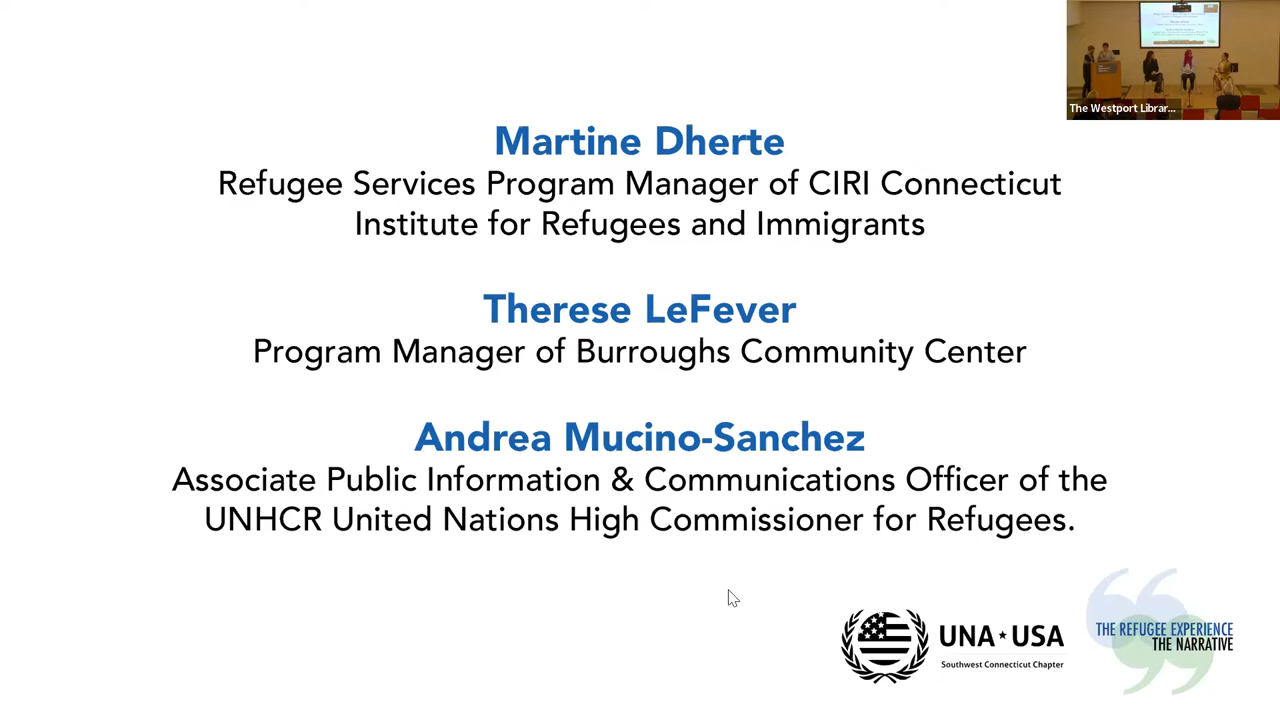 The Westport Librar...
Martine Dherte
Refugee Services Program Manager of CIRI Connecticut
Institute for Refugees and Immigrants
Therese LeFever
Program Manager of Burroughs Community Center
Andrea Mucino-Sanchez
Associate Public Information & Communications Officer of the
UNHCR United Nations High Commissioner for Refugees.
UNA★USA
Southwest Connecticut Chapter
THE REFUGEE EXPERIENCE
THE NARRATIVE